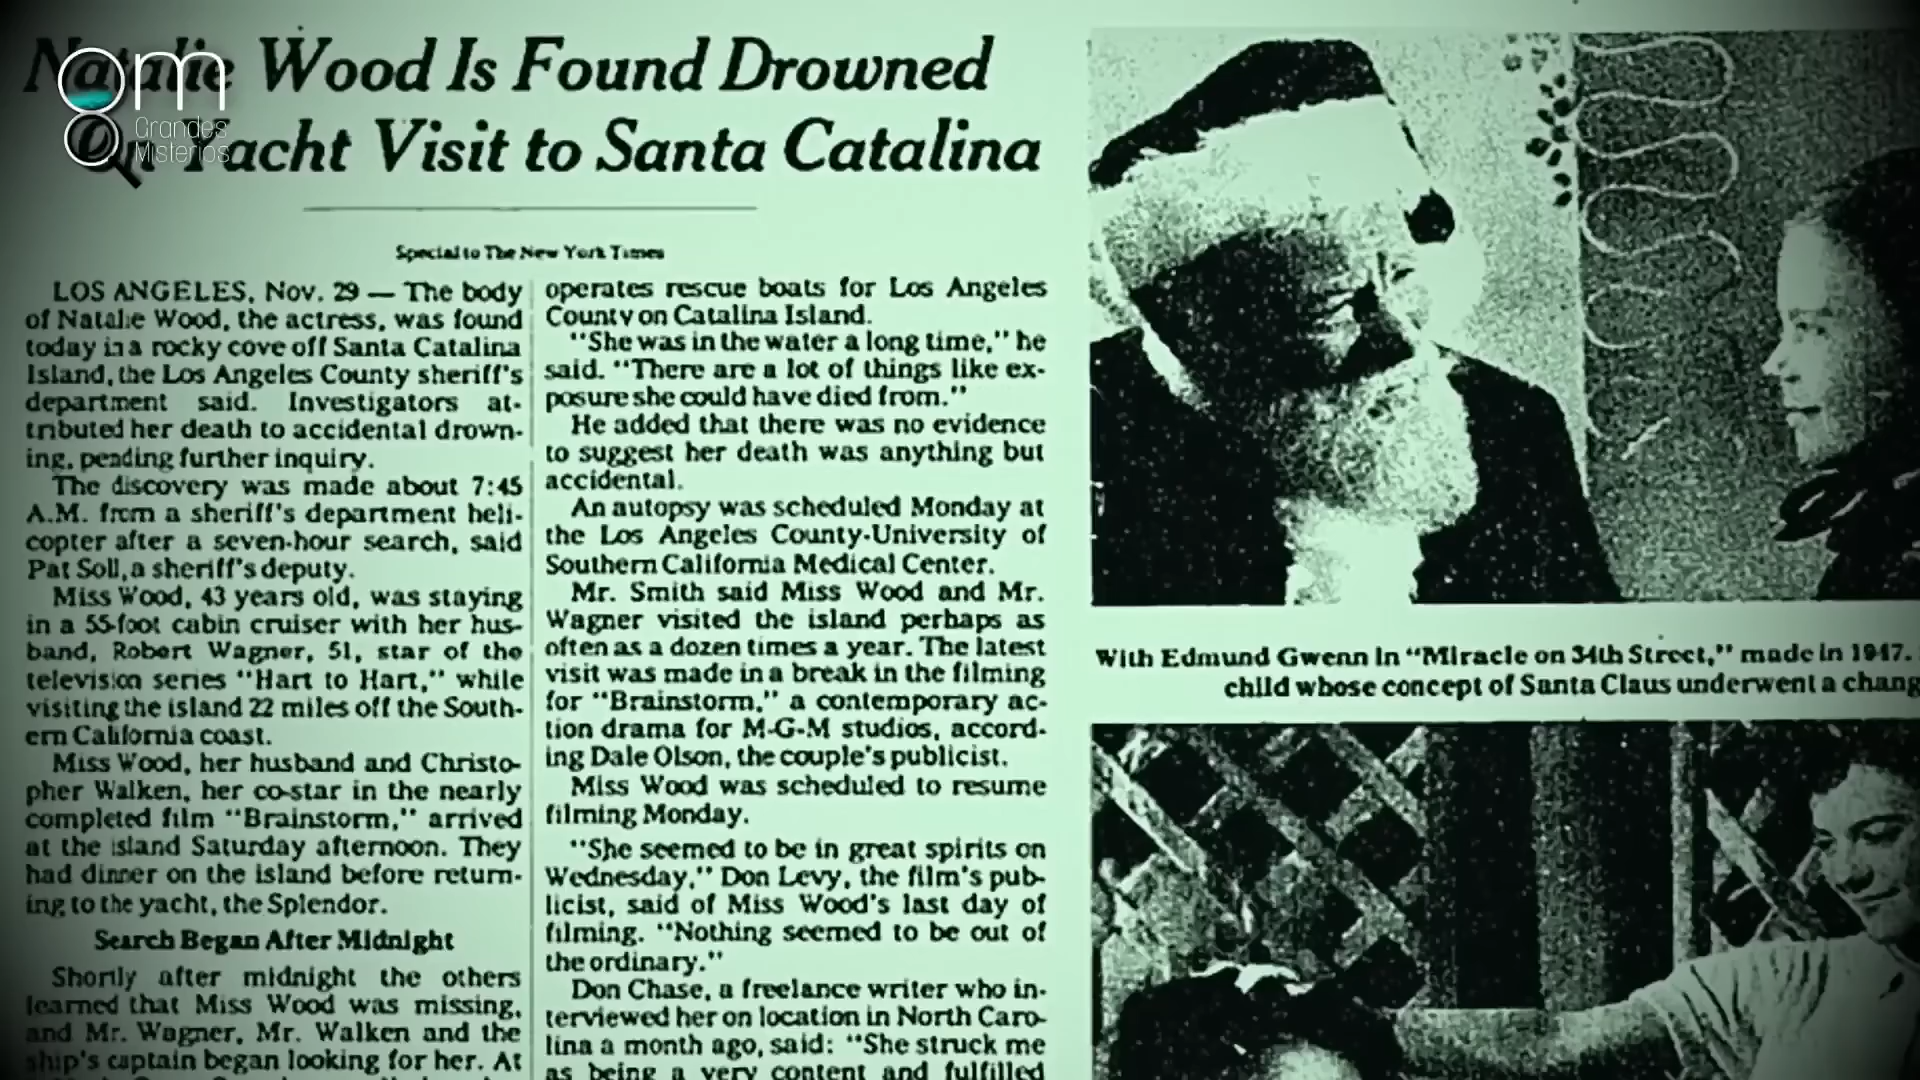 Natalie Wood Is Found Drowned
On Yacht Visit to Santa Catalina
gm
Grandes
Misterios
Special to The New York Times
LOS ANGELES, Nov. 29 — The body
of Natalie Wood, the actress, was found
today in a rocky cove off Santa Catalina
Island, the Los Angeles County sheriff's
department said. Investigators at-
tributed her death to accidental drown-
ing, pending further inquiry.
The discovery was made about 7:45
A.M. from a sheriff's department heli-
copter after a seven-hour search, said
Pat Soll, a sheriff's deputy.
Miss Wood, 43 years old, was staying
in a 55-foot cabin cruiser with her hus-
band, Robert Wagner, 51, star of the
television series "Hart to Hart," while
visiting the island 22 miles off the South-
ern California coast.
Miss Wood, her husband and Christo-
pher Walken, her co-star in the nearly
completed film "Brainstorm," arrived
at the island Saturday afternoon. They
had dinner on the island before return-
ing to the yacht, the Splendor.
Search Began After Midnight
Shortly after midnight the others
learned that Miss Wood was missing,
and Mr. Wagner, Mr. Walken and the
ship's captain began looking for her. At
operates rescue boats for Los Angeles
County on Catalina Island.
"She was in the water a long time," he
said. "There are a lot of things like ex-
posure she could have died from."
He added that there was no evidence
to suggest her death was anything but
accidental.
An autopsy was scheduled Monday at
the Los Angeles County-University of
Southern California Medical Center.
Mr. Smith said Miss Wood and Mr.
Wagner visited the island perhaps as
often as a dozen times a year. The latest
visit was made in a break in the filming
for "Brainstorm," a contemporary ac-
tion drama for M-G-M studios, accord-
ing Dale Olson, the couple's publicist.
Miss Wood was scheduled to resume
filming Monday.
"She seemed to be in great spirits on
Wednesday," Don Levy, the film's pub-
licist, said of Miss Wood's last day of
filming. "Nothing seemed to be out of
the ordinary."
Don Chase, a freelance writer who in-
terviewed her on location in North Caro-
lina a month ago, said: "She struck me
as being a very content and fulfilled
With Edmund Gwenn in "Miracle on 34th Street," made in 1947.
child whose concept of Santa Claus underwent a chang